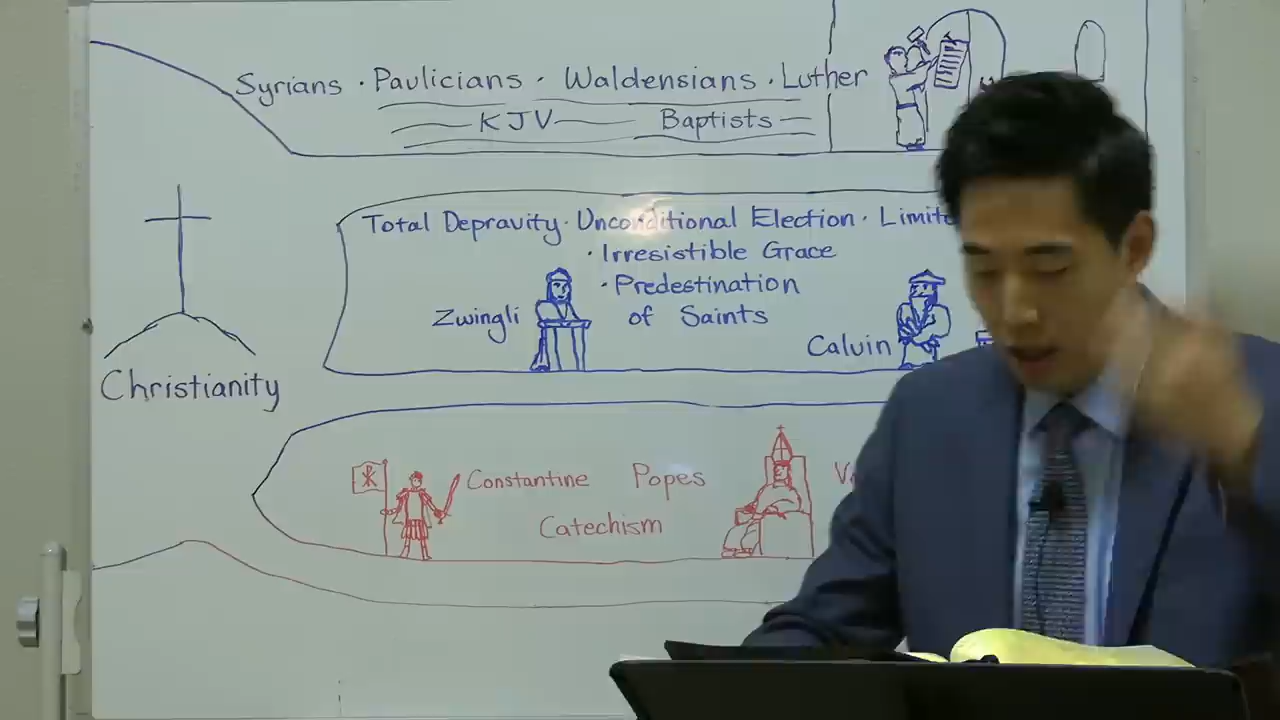 Syrians · Paulicians · Waldensians · Luther
KJV Baptists
Total Depravity · Unconditional Election ·
· Irresistible Grace
· Predestination
of Saints
Zwingli
Calvin
Christianity
Constantine Popes
Catechism